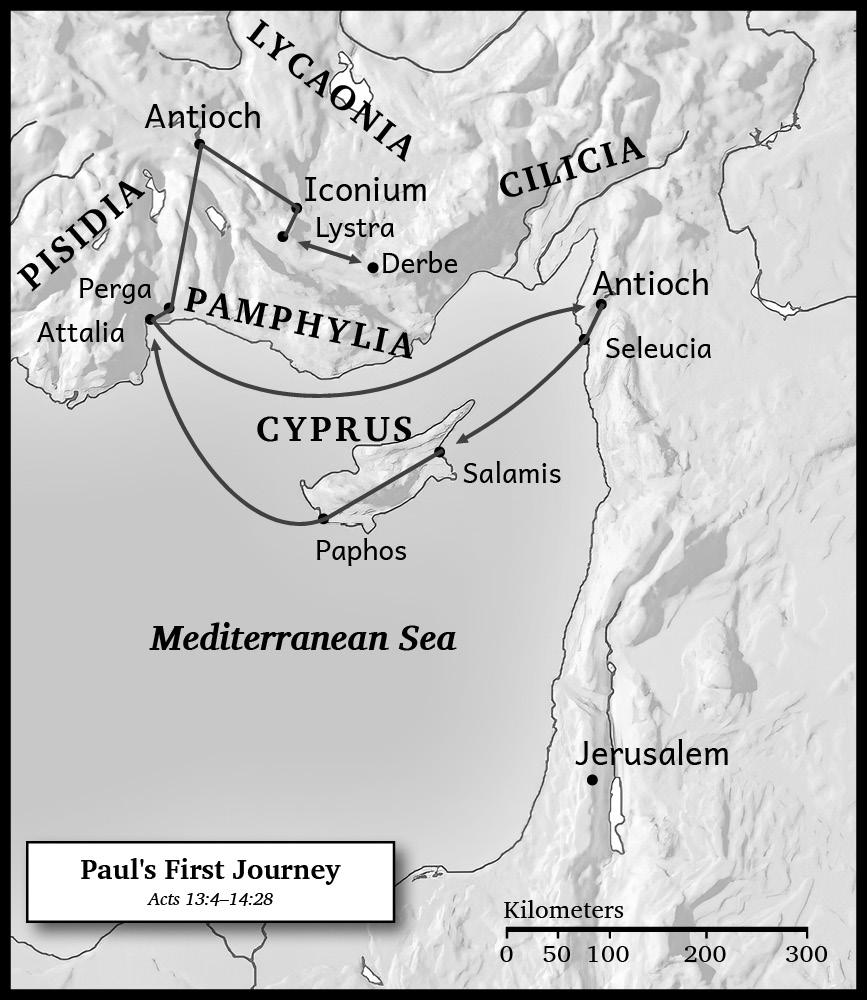 LYCAONIA
Antioch
CILICIA
Iconium
PISIDIA
Lystra
Derbe
Perga
PAMPHYLIA
Antioch
Attalia
Seleucia
CYPRUS
Salamis
Paphos
Mediterranean Sea
Jerusalem
Paul's First Journey
Acts 13:4–14:28
Kilometers
0 50 100 200 300